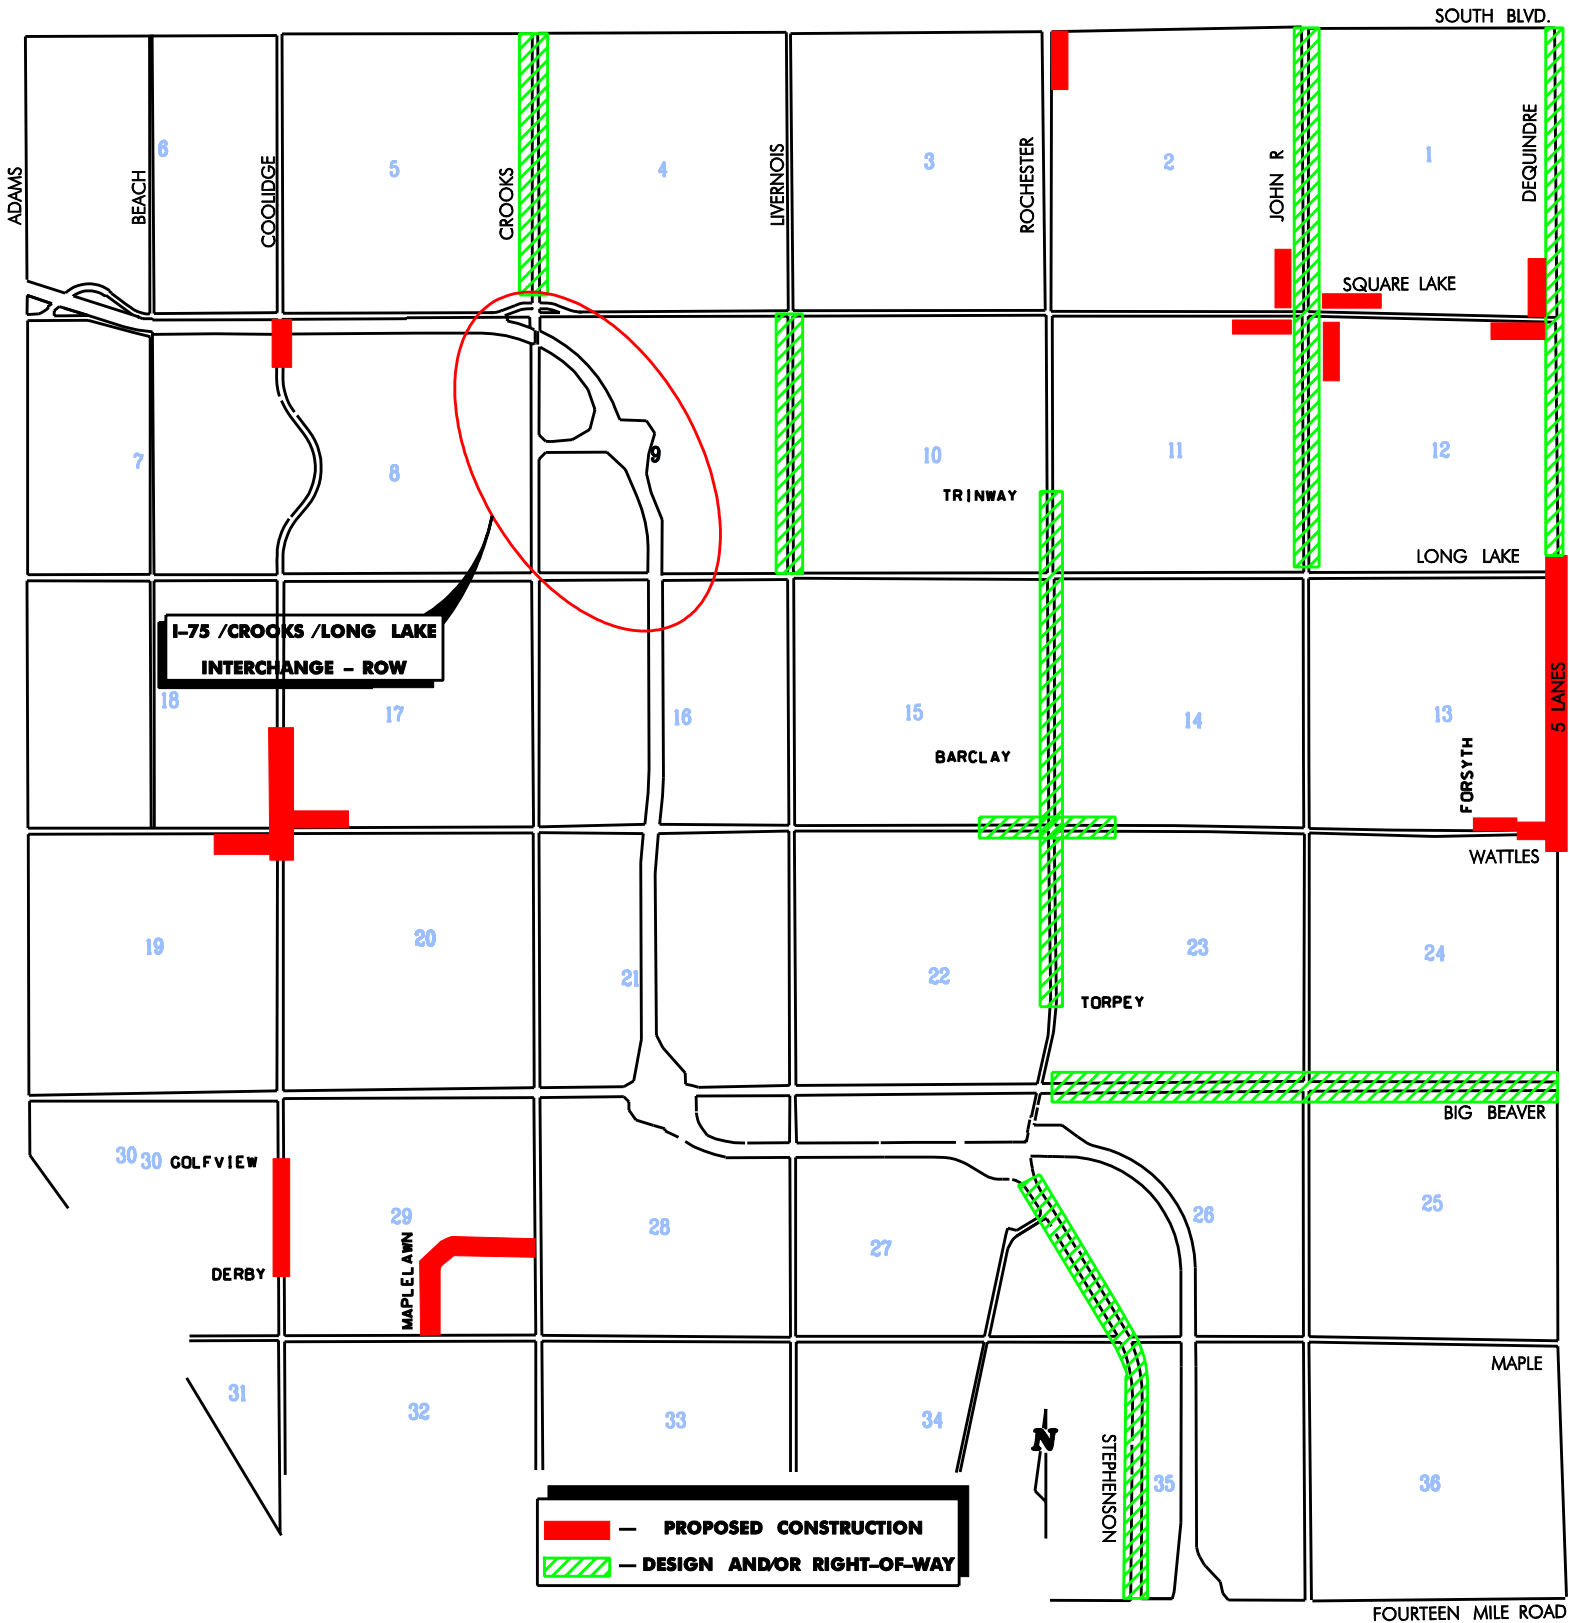 SOUTH BLVD.
ADAMS
BEACH
COOLIDGE
CROOKS
LIVERNOIS
ROCHESTER
JOHN R
DEQUINDRE
6
5
4
3
2
1
SQUARE LAKE
7
8
9
10
11
12
TRINWAY
LONG LAKE
I-75 /CROOKS /LONG LAKE
INTERCHANGE - ROW
18
17
16
15
14
13
BARCLAY
FORSYTH
5 LANES
WATTLES
19
20
21
22
23
24
TORPEY
BIG BEAVER
30
30
GOLFVIEW
29
28
27
26
25
DERBY
MAPLELAWN
MAPLE
31
32
33
34
35
36
N
STEPHENSON
— PROPOSED CONSTRUCTION
— DESIGN AND/OR RIGHT-OF-WAY
FOURTEEN MILE ROAD